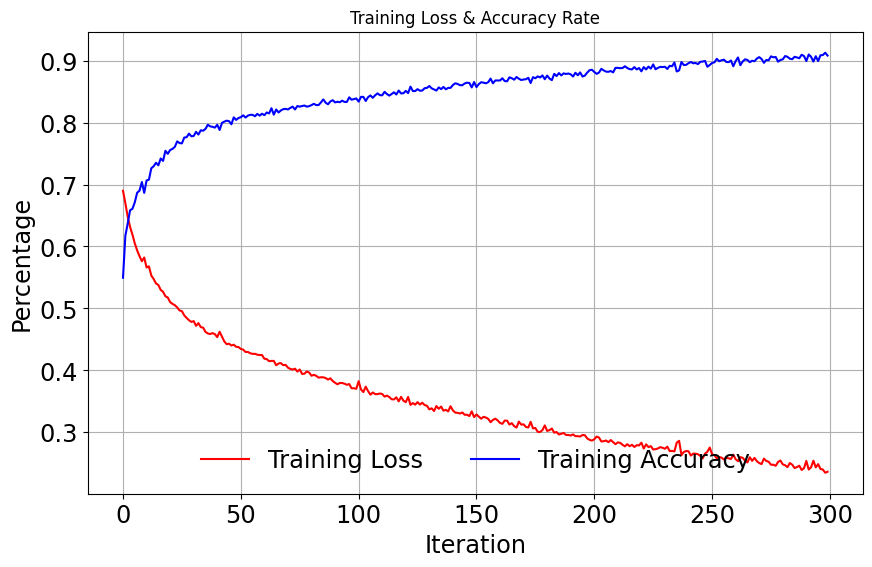 Training Loss & Accuracy Rate
0.9
0.8
0.7
0.6
0.5
0.4
0.3
Percentage
Training Loss Training Accuracy
0 50 100 150 200 250 300
Iteration